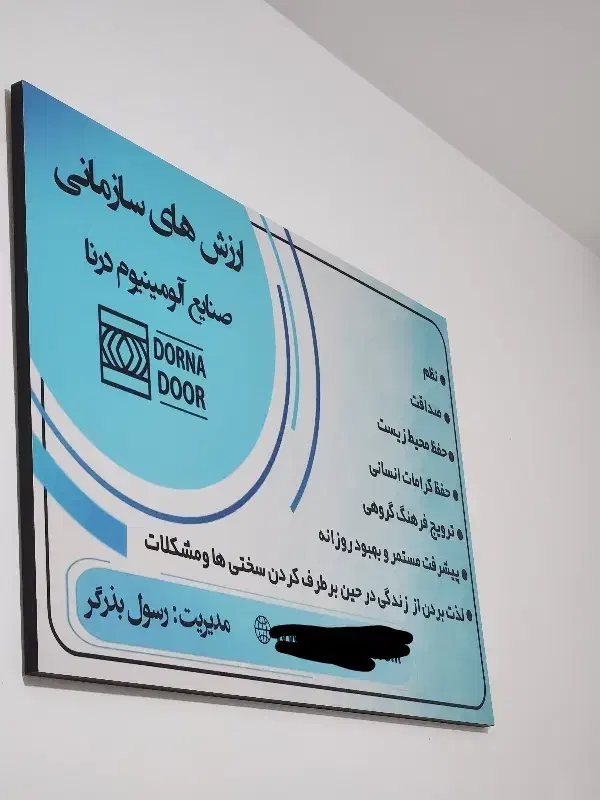 ارزش های سازمانی
صنایع آلومینیوم درنا
DORNA
DOOR
• نظم
• صداقت
• حفظ محیط زیست
• حفظ کرامات انسانی
• ترویج فرهنگ گروهی
• پیشرفت مستمر و بهبود روزانه
• لذت بردن از زندگی در حین برطرف کردن سختی ها ومشکلات
مدیریت: رسول بذرگر